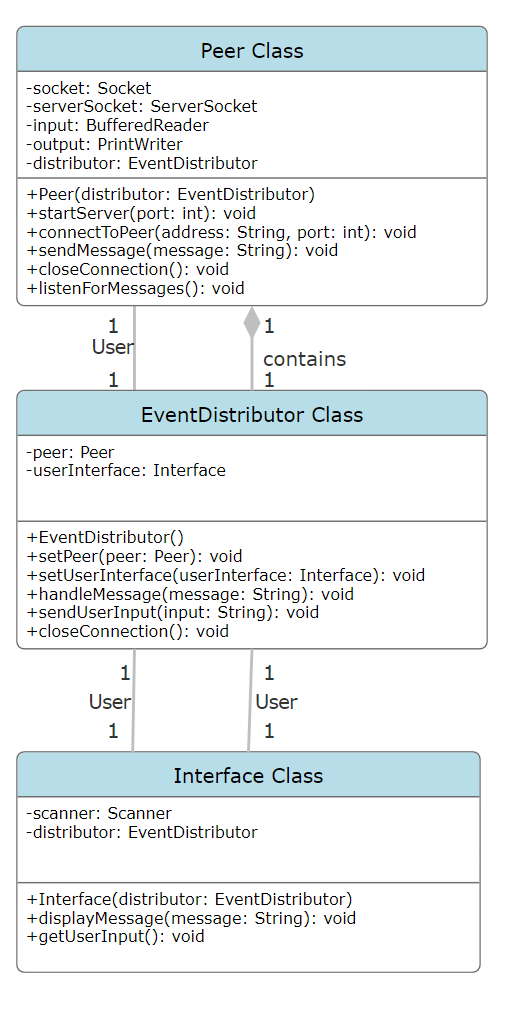 Peer Class
-socket: Socket
-serverSocket: ServerSocket
-input: BufferedReader
-output: PrintWriter
-distributor: EventDistributor
+Peer(distributor: EventDistributor)
+startServer(port: int): void
+connectToPeer(address: String, port: int): void
+sendMessage(message: String): void
+closeConnection(): void
+listenForMessages(): void
1
1
User
contains
1
1
EventDistributor Class
-peer: Peer
-userInterface: Interface
+EventDistributor()
+setPeer(peer: Peer): void
+setUserInterface(userInterface: Interface): void
+handleMessage(message: String): void
+sendUserInput(input: String): void
+closeConnection(): void
1
1
User
User
1
1
Interface Class
-scanner: Scanner
-distributor: EventDistributor
+Interface(distributor: EventDistributor)
+displayMessage(message: String): void
+getUserInput(): void